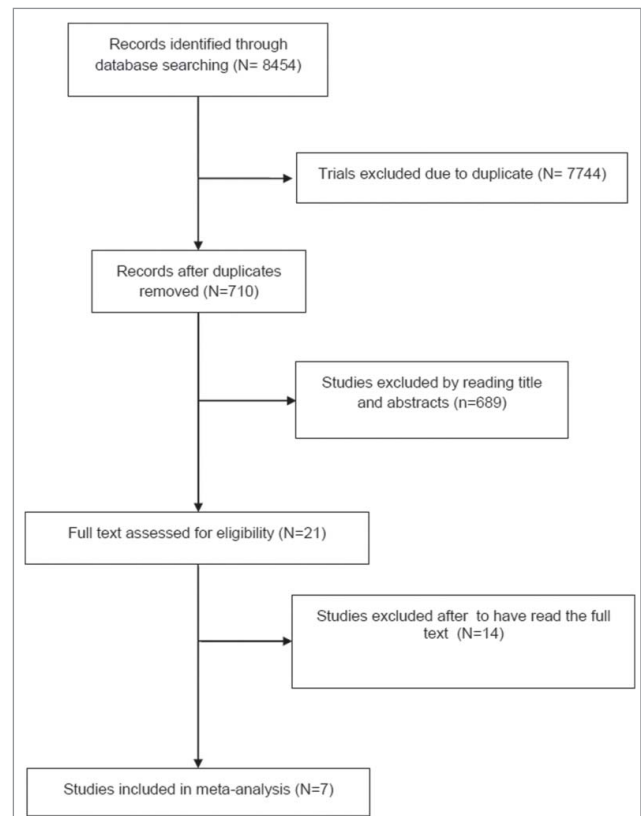 Records identified through
database searching (N= 8454)
Trials excluded due to duplicate (N= 7744)
Records after duplicates
removed (N=710)
Studies excluded by reading title
and abstracts (n=689)
Full text assessed for eligibility (N=21)
Studies excluded after to have read the full
text (N=14)
Studies included in meta-analysis (N=7)